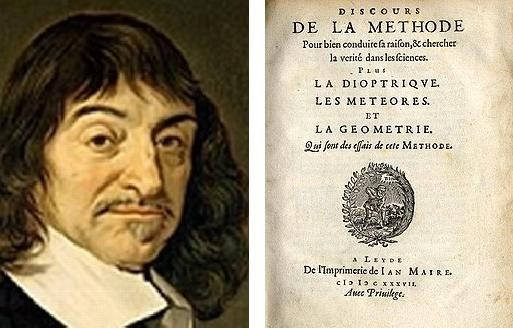 DISCOURS
DE LA METHODE
Pour bien conduire sa raison, & chercher
la verité dans les sciences.
PLUS
LA DIOPTRIQVE.
LES METEORES.
ET
LA GEOMETRIE.
Qui sont des essais de cete METHODE.
A LEYDE
De l'Imprimerie de IAN MAIRE.
CIↃ IↃ C XXXVII.
Auec Priuilege.